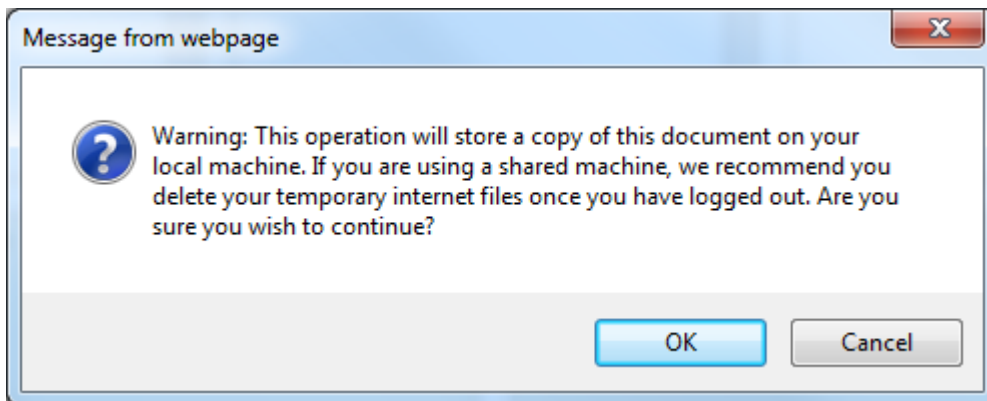 Message from webpage
Warning: This operation will store a copy of this document on your
local machine. If you are using a shared machine, we recommend you
delete your temporary internet files once you have logged out. Are you
sure you wish to continue?
OK
Cancel